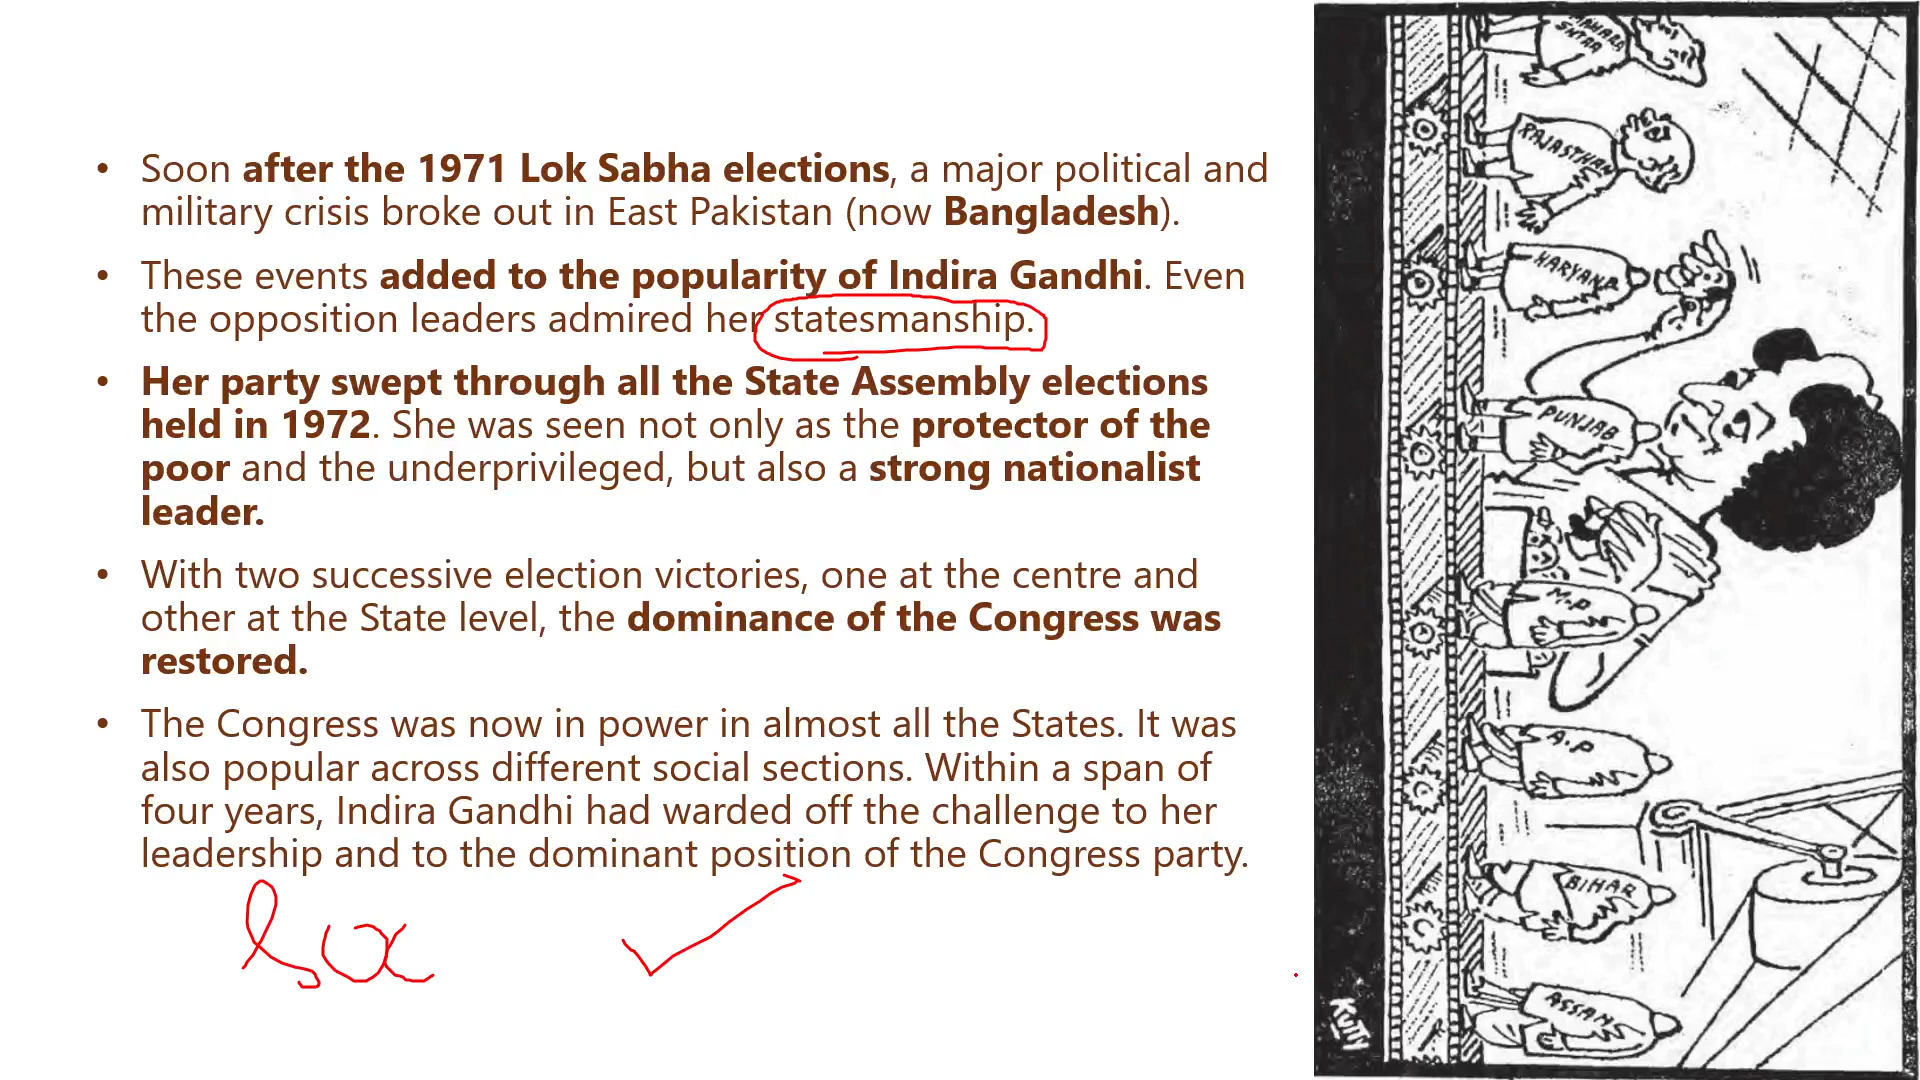 • Soon after the 1971 Lok Sabha elections, a major political and
military crisis broke out in East Pakistan (now Bangladesh).
• These events added to the popularity of Indira Gandhi. Even
the opposition leaders admired her statesmanship.
• Her party swept through all the State Assembly elections
held in 1972. She was seen not only as the protector of the
poor and the underprivileged, but also a strong nationalist
leader.
• With two successive election victories, one at the centre and
other at the State level, the dominance of the Congress was
restored.
• The Congress was now in power in almost all the States. It was
also popular across different social sections. Within a span of
four years, Indira Gandhi had warded off the challenge to her
leadership and to the dominant position of the Congress party.
MAHARA
SHTRA
RAJASTHAN
HARYANA
PUNJAB
M.P
A.P
BIHAR
ASSAM
KUTTY